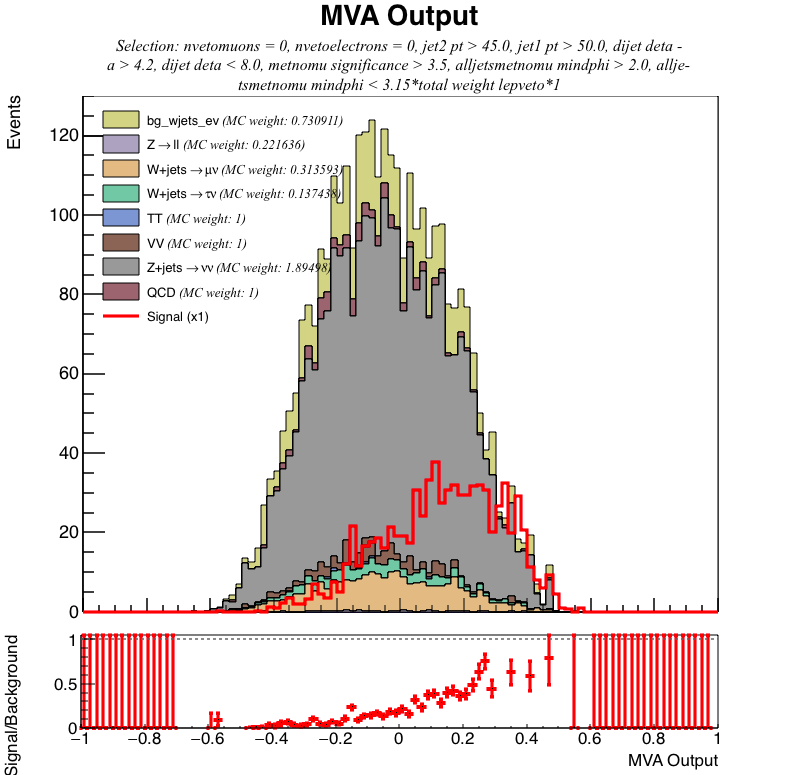 MVA Output
Selection: nvetomuons = 0, nvetoelectrons = 0, jet2 pt > 45.0, jet1 pt > 50.0, dijet deta -
a > 4.2, dijet deta < 8.0, metnomu significance > 3.5, alljetsmetnomu mindphi > 2.0, allje-
tsmetnomu mindphi < 3.15*total weight lepveto*1
Events
120
100
80
60
40
20
0
bg_wjets_ev (MC weight: 0.730911)
Z→ll (MC weight: 0.221636)
W+jets→μν (MC weight: 0.313593)
W+jets→τν (MC weight: 0.137438)
TT (MC weight: 1)
VV (MC weight: 1)
Z+jets→νν (MC weight: 1.89498)
QCD (MC weight: 1)
Signal (x1)
Signal/Background
1
0.5
0
−1 −0.8 −0.6 −0.4 −0.2 0 0.2 0.4 0.6 0.8 1
MVA Output